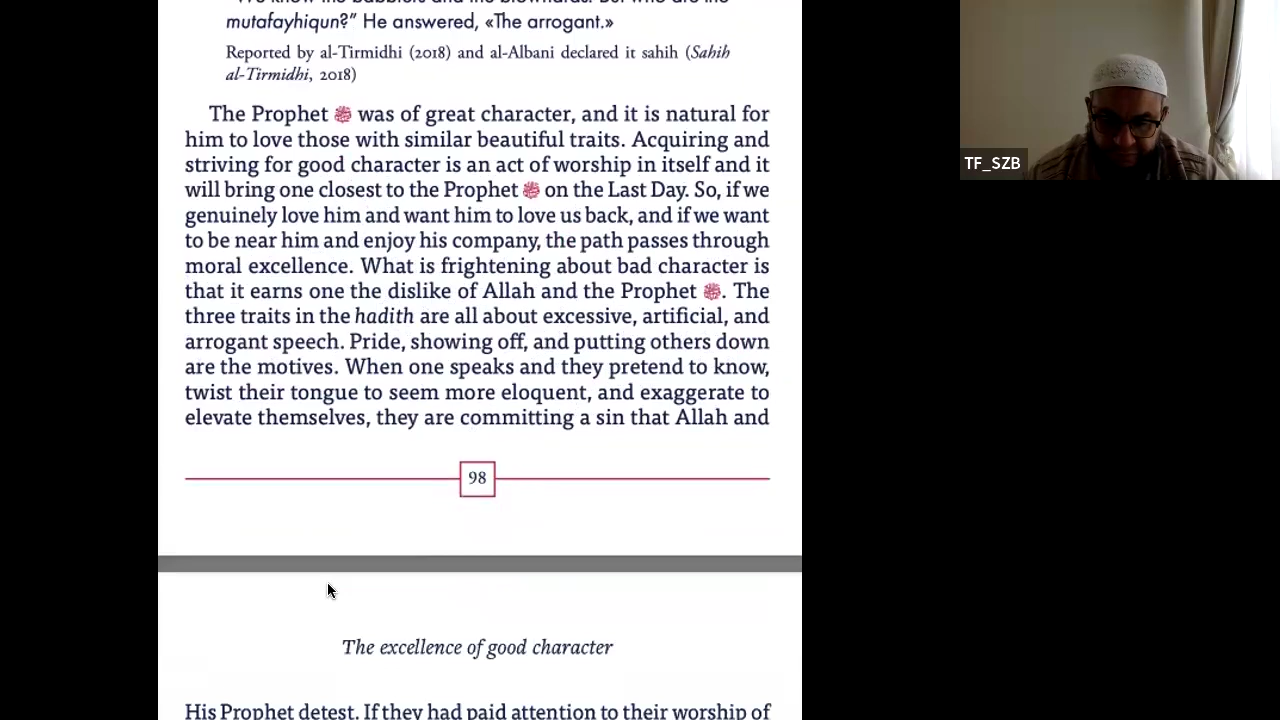 mutafayhiqun?” He answered, «The arrogant.»
Reported by al-Tirmidhi (2018) and al-Albani declared it sahih (Sahih
al-Tirmidhi, 2018)
The Prophet ﷺ was of great character, and it is natural for
him to love those with similar beautiful traits. Acquiring and
striving for good character is an act of worship in itself and it
will bring one closest to the Prophet ﷺ on the Last Day. So, if we
genuinely love him and want him to love us back, and if we want
to be near him and enjoy his company, the path passes through
moral excellence. What is frightening about bad character is
that it earns one the dislike of Allah and the Prophet ﷺ. The
three traits in the hadith are all about excessive, artificial, and
arrogant speech. Pride, showing off, and putting others down
are the motives. When one speaks and they pretend to know,
twist their tongue to seem more eloquent, and exaggerate to
elevate themselves, they are committing a sin that Allah and
98
The excellence of good character
His Prophet detest. If they had paid attention to their worship of
TF_SZB